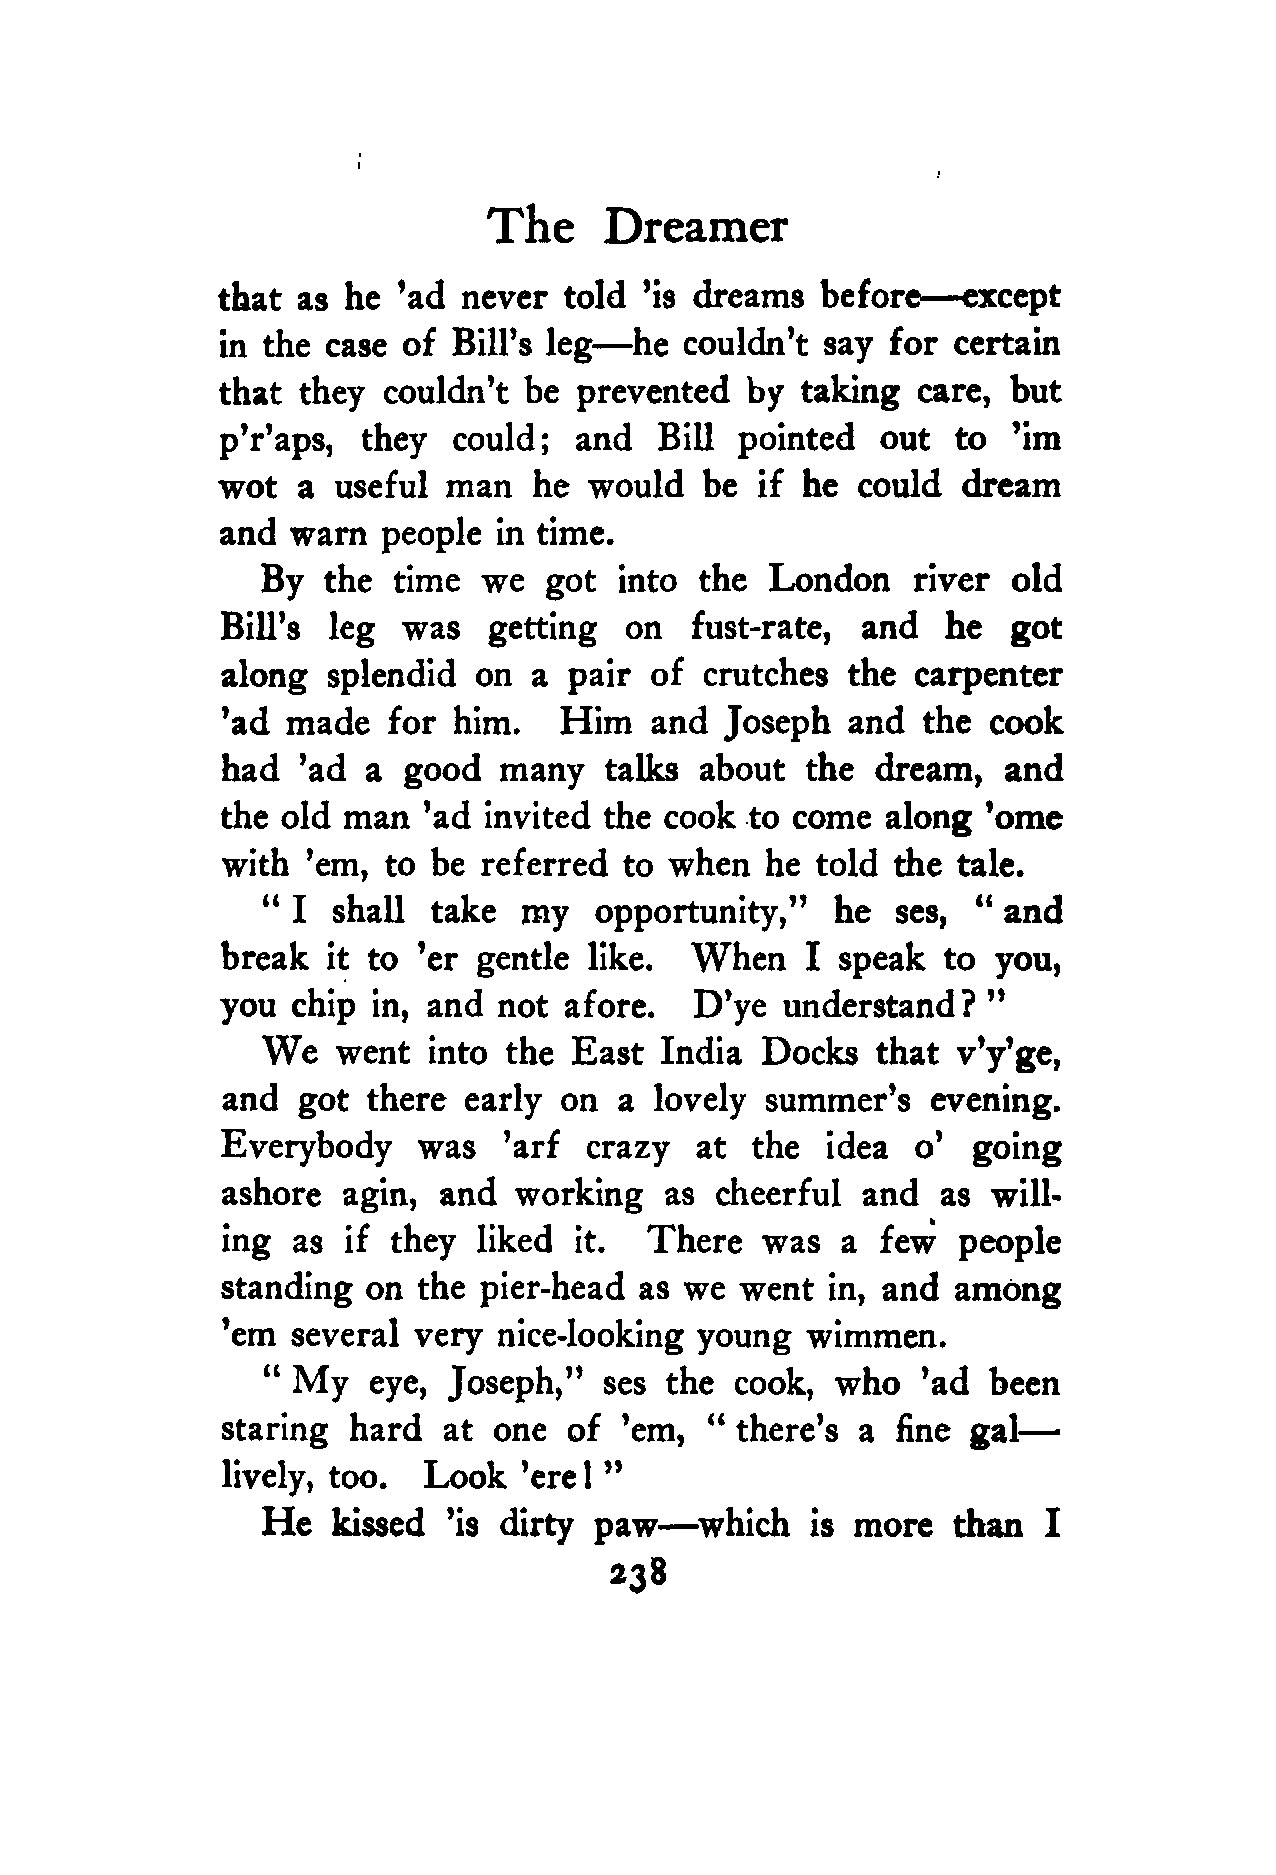 The Dreamer
that as he 'ad never told 'is dreams before—except
in the case of Bill's leg—he couldn't say for certain
that they couldn't be prevented by taking care, but
p'r'aps, they could; and Bill pointed out to 'im
wot a useful man he would be if he could dream
and warn people in time.
By the time we got into the London river old
Bill's leg was getting on fust-rate, and he got
along splendid on a pair of crutches the carpenter
'ad made for him. Him and Joseph and the cook
had 'ad a good many talks about the dream, and
the old man 'ad invited the cook to come along 'ome
with 'em, to be referred to when he told the tale.
" I shall take my opportunity," he ses, " and
break it to 'er gentle like. When I speak to you,
you chip in, and not afore. D'ye understand? "
We went into the East India Docks that v'y'ge,
and got there early on a lovely summer's evening.
Everybody was 'arf crazy at the idea o' going
ashore agin, and working as cheerful and as will-
ing as if they liked it. There was a few people
standing on the pier-head as we went in, and among
'em several very nice-looking young wimmen.
" My eye, Joseph," ses the cook, who 'ad been
staring hard at one of 'em, " there's a fine gal—
lively, too. Look 'ere! "
He kissed 'is dirty paw—which is more than I
238